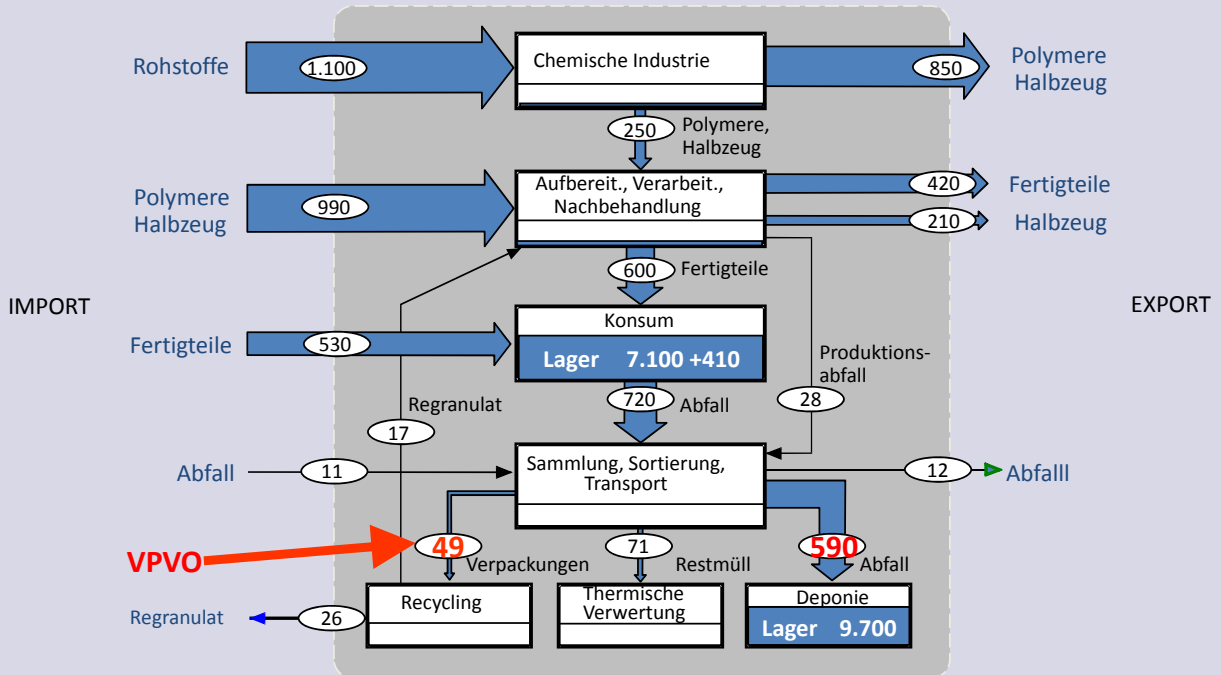 Rohstoffe
1.100
Chemische Industrie
850
Polymere
Halbzeug
250
Polymere,
Halbzeug
Polymere
Halbzeug
990
Aufbereit., Verarbeit.,
Nachbehandlung
420
Fertigteile
210
Halbzeug
600
Fertigteile
IMPORT
EXPORT
Fertigteile
530
Konsum
Lager 7.100 +410
Produktions-
abfall
28
720
Abfall
Regranulat
17
Abfall
11
Sammlung, Sortierung,
Transport
12
Abfalll
VPVO
49
Verpackungen
71
Restmüll
590
Abfall
Regranulat
26
Recycling
Thermische
Verwertung
Deponie
Lager 9.700